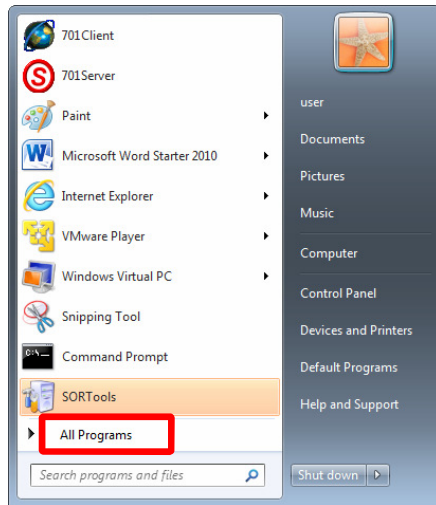 701Client
701Server
Paint
Microsoft Word Starter 2010
Internet Explorer
VMware Player
Windows Virtual PC
Snipping Tool
Command Prompt
SORTools
All Programs
Search programs and files
user
Documents
Pictures
Music
Computer
Control Panel
Devices and Printers
Default Programs
Help and Support
Shut down